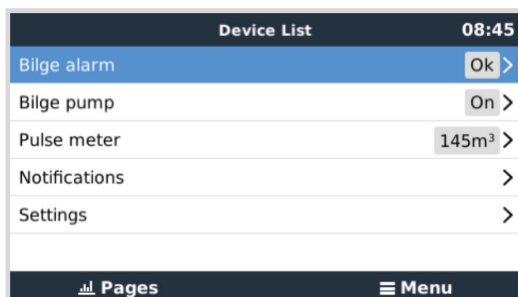 Device List 08:45
Bilge alarm Ok
Bilge pump On
Pulse meter 145m³
Notifications
Settings
Pages Menu